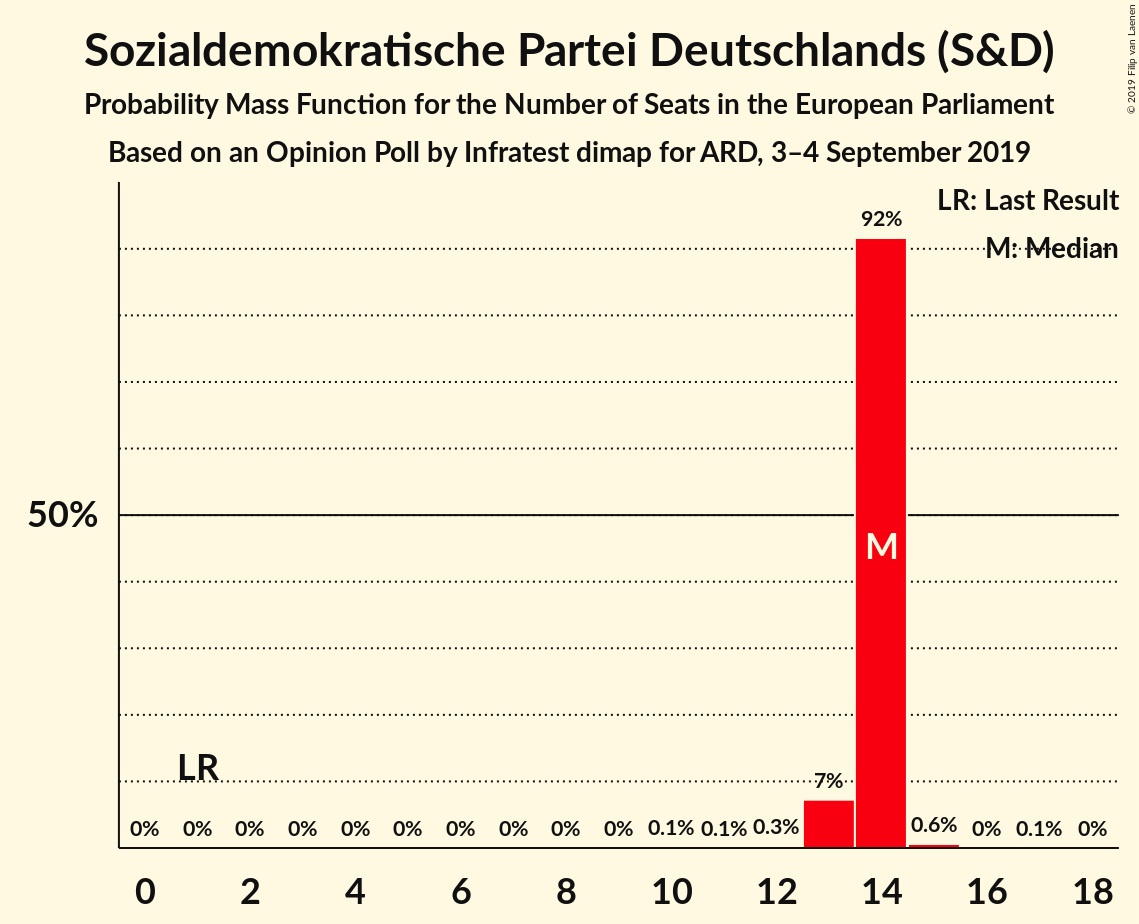 Sozialdemokratische Partei Deutschlands (S&D)
Probability Mass Function for the Number of Seats in the European Parliament
Based on an Opinion Poll by Infratest dimap for ARD, 3–4 September 2019
© 2019 Filip van Laenen
LR: Last Result
M: Median
92%
50%
M
LR
7%
0% 0% 0% 0% 0% 0% 0% 0% 0% 0% 0.1% 0.1% 0.3% 0.6% 0% 0.1% 0%
0 2 4 6 8 10 12 14 16 18